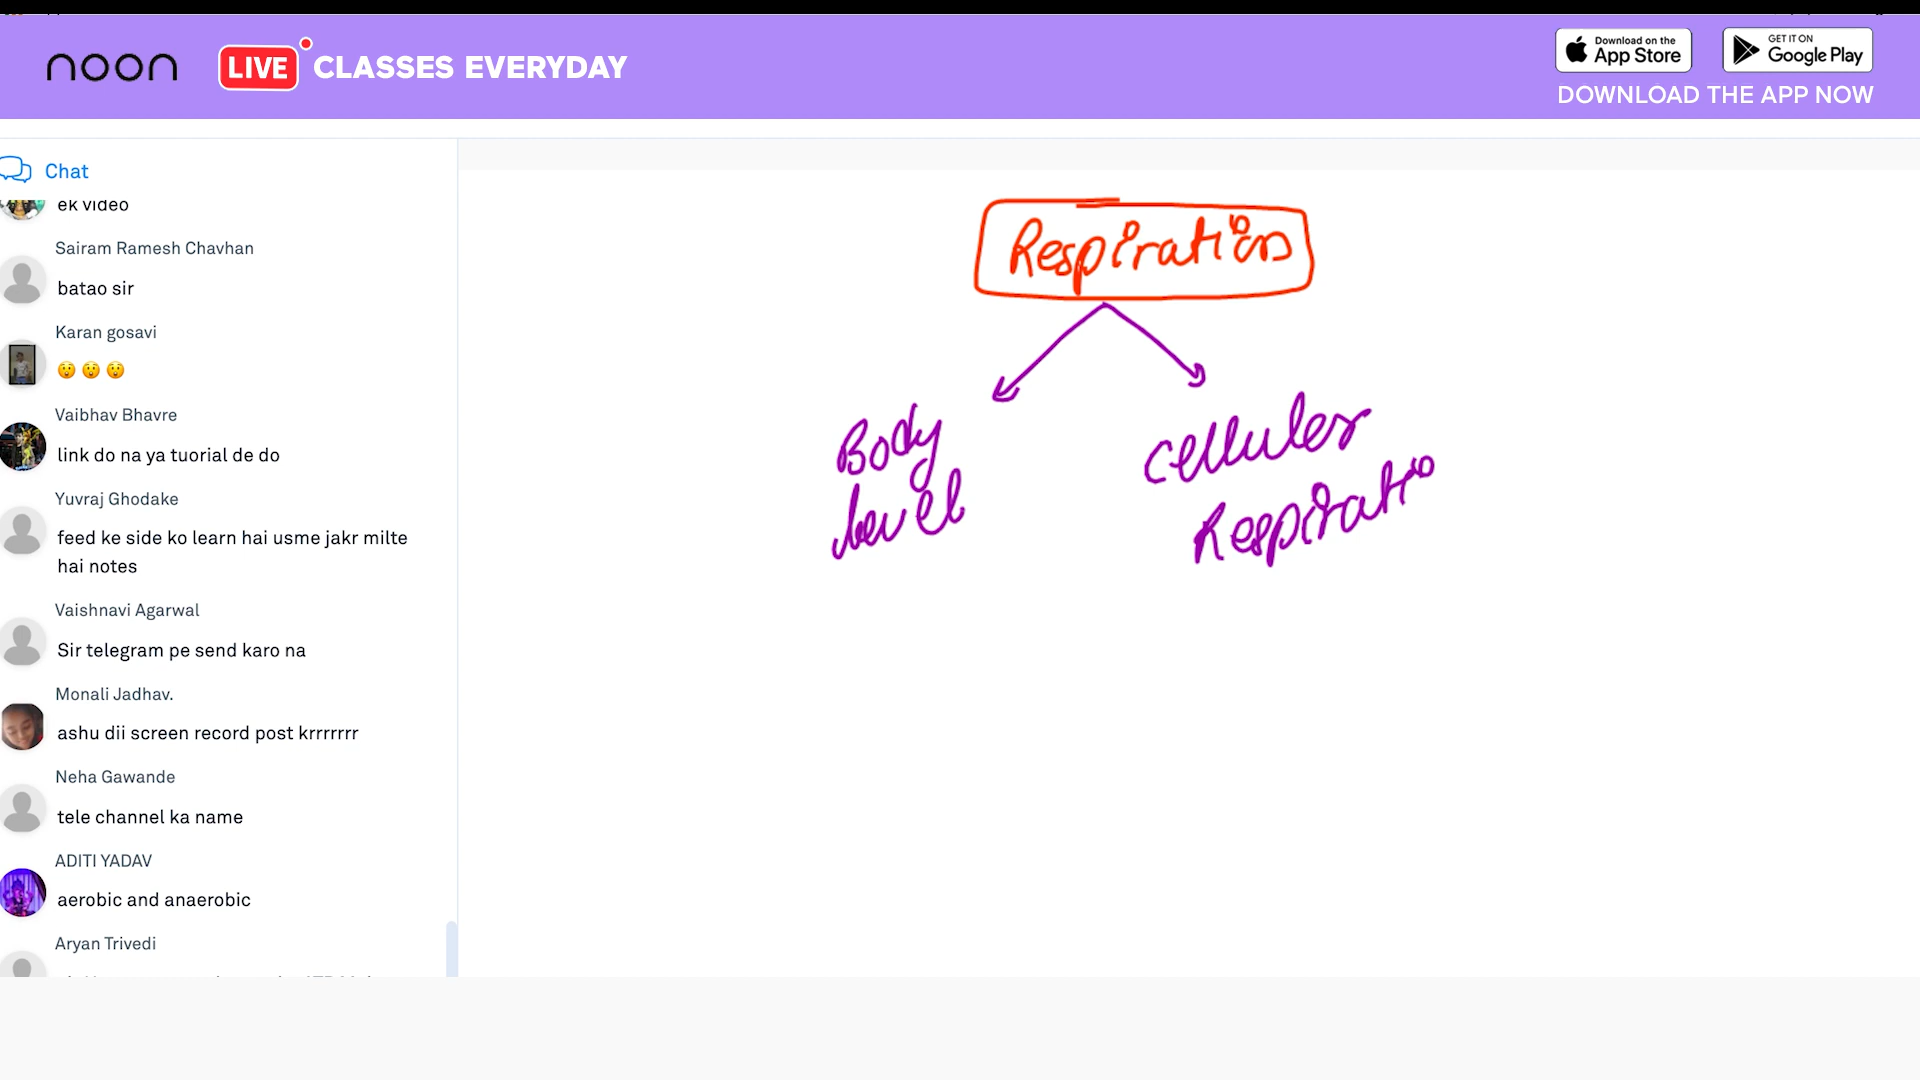 noon LIVE CLASSES EVERYDAY
Download on the App Store
GET IT ON Google Play
DOWNLOAD THE APP NOW
Chat
ek video
Sairam Ramesh Chavhan
batao sir
Karan gosavi
😲 😲 😲
Vaibhav Bhavre
link do na ya tuorial de do
Yuvraj Ghodake
feed ke side ko learn hai usme jakr milte
hai notes
Vaishnavi Agarwal
Sir telegram pe send karo na
Monali Jadhav.
ashu dii screen record post krrrrrrr
Neha Gawande
tele channel ka name
ADITI YADAV
aerobic and anaerobic
Aryan Trivedi
Respiration
Body
level
cellular
Respiratio